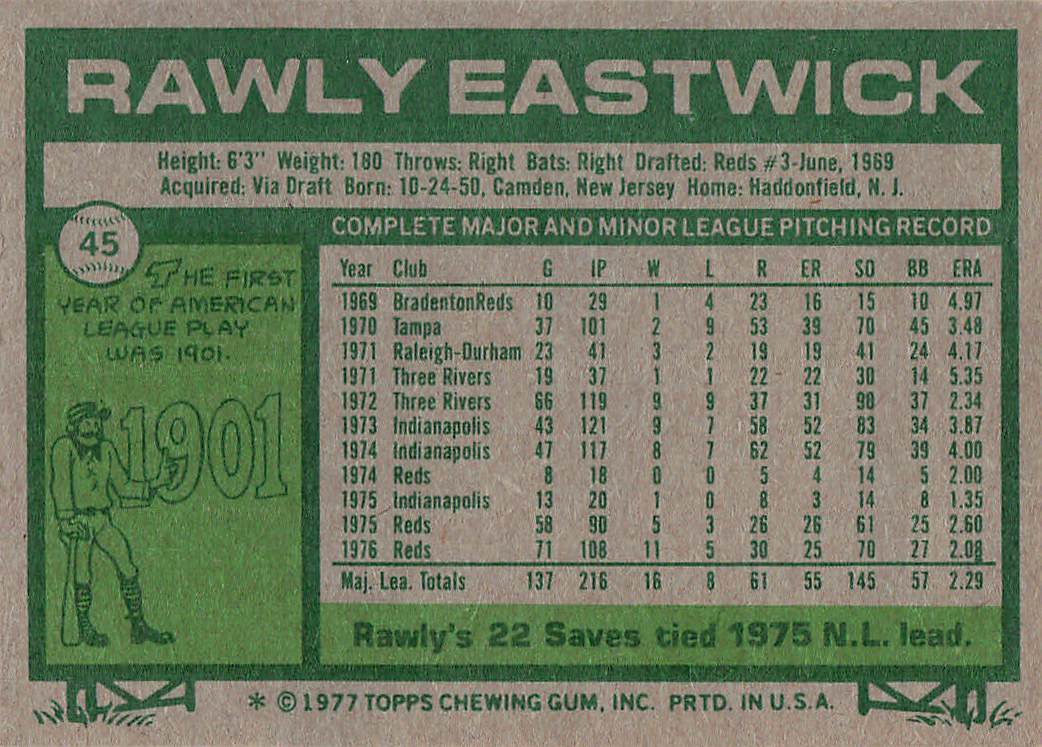 RAWLY EASTWICK
Height: 6'3" Weight: 180 Throws: Right Bats: Right Drafted: Reds #3-June, 1969
Acquired: Via Draft Born: 10-24-50, Camden, New Jersey Home: Haddonfield, N. J.
45
THE FIRST
YEAR OF AMERICAN
LEAGUE PLAY
WAS 1901.
1901
COMPLETE MAJOR AND MINOR LEAGUE PITCHING RECORD
Year Club G IP W L R ER SO BB ERA
1969 BradentonReds 10 29 1 4 23 16 15 10 4.97
1970 Tampa 37 101 2 9 53 39 70 45 3.48
1971 Raleigh-Durham 23 41 3 2 19 19 41 24 4.17
1971 Three Rivers 19 37 1 1 22 22 30 14 5.35
1972 Three Rivers 66 119 9 9 37 31 90 37 2.34
1973 Indianapolis 43 121 9 7 58 52 83 34 3.87
1974 Indianapolis 47 117 8 7 62 52 79 39 4.00
1974 Reds 8 18 0 0 5 4 14 5 2.00
1975 Indianapolis 13 20 1 0 8 3 14 8 1.35
1975 Reds 58 90 5 3 26 26 61 25 2.60
1976 Reds 71 108 11 5 30 25 70 27 2.08
Maj. Lea. Totals 137 216 16 8 61 55 145 57 2.29
Rawly's 22 Saves tied 1975 N.L. lead.
* © 1977 TOPPS CHEWING GUM, INC. PRTD. IN U.S.A.